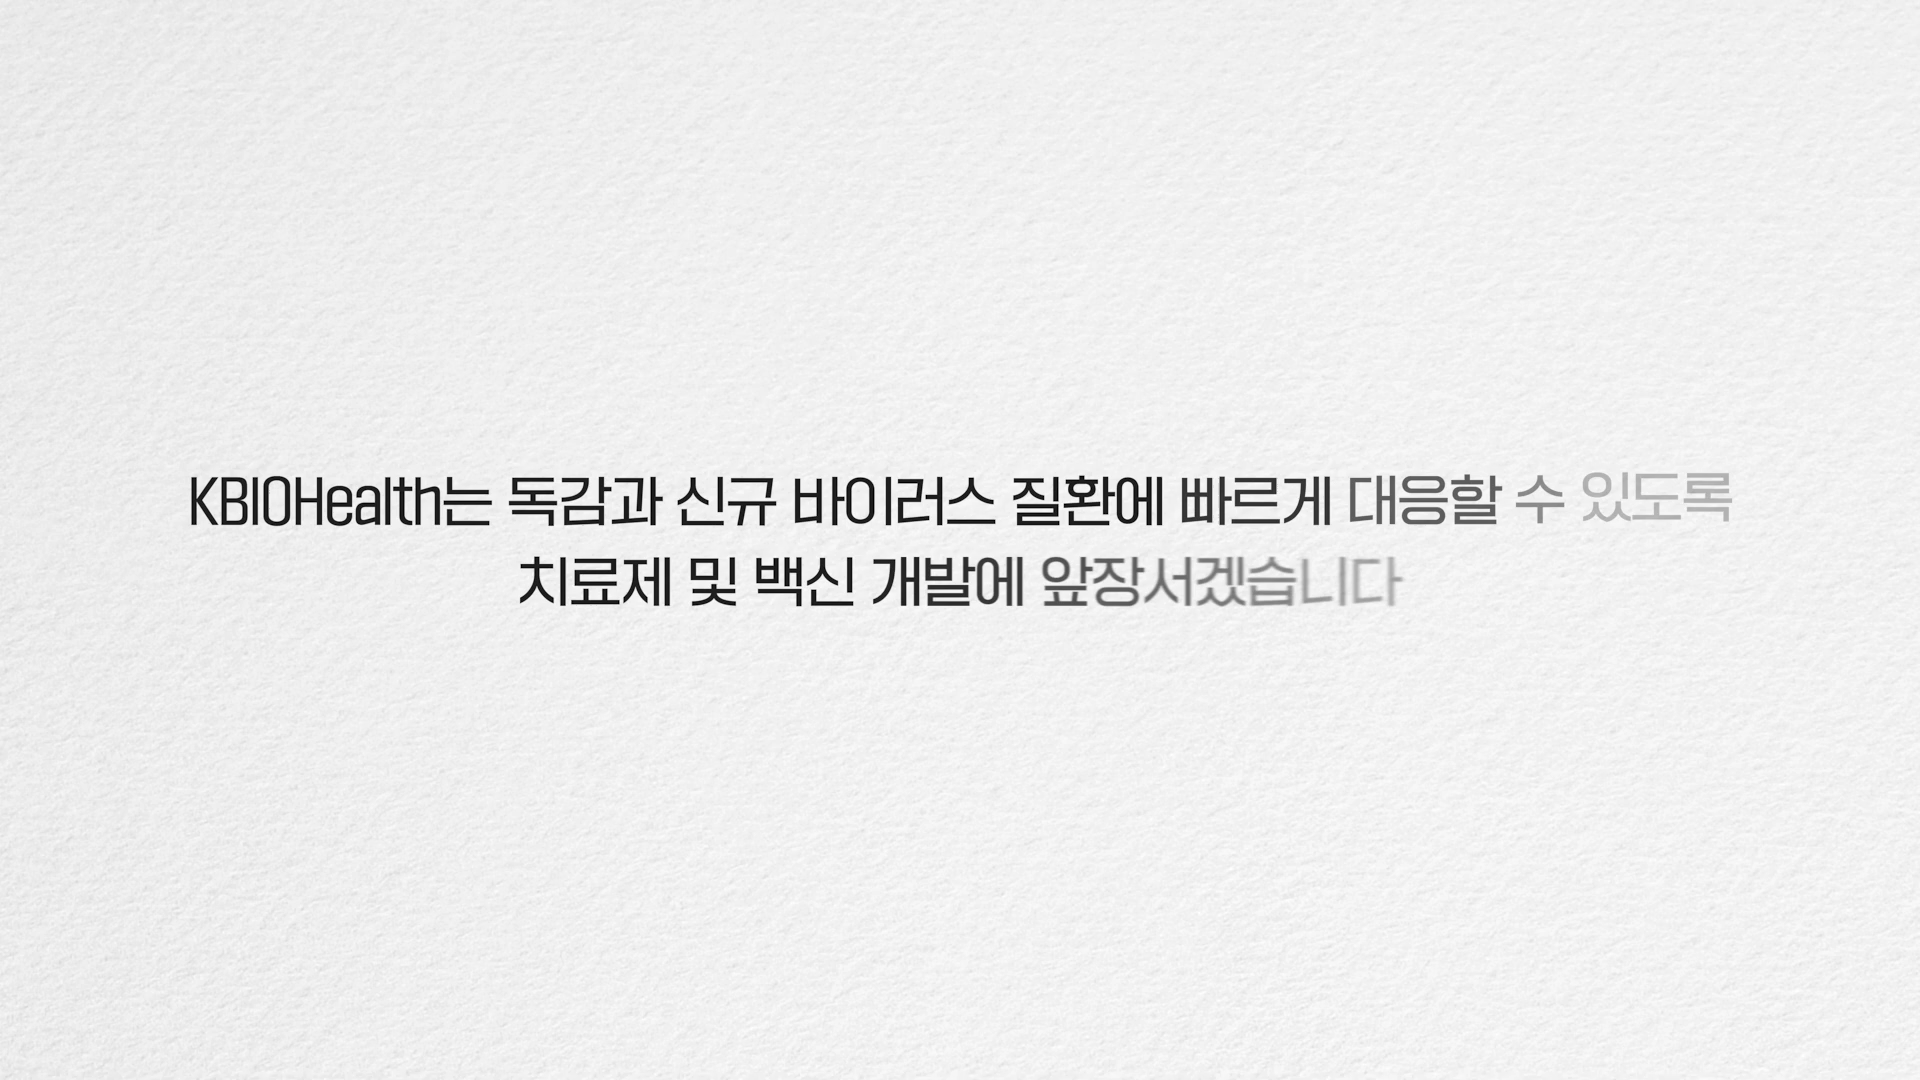 KBIOHealth는 독감과 신규 바이러스 질환에 빠르게 대응할 수 있도록
치료제 및 백신 개발에 앞장서겠습니다